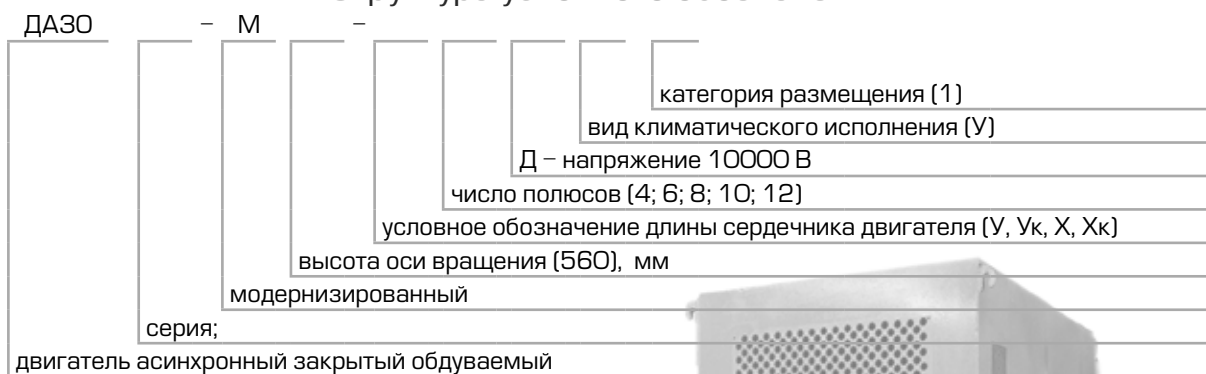 ДАЗО – М –
категория размещения (1)
вид климатического исполнения (У)
Д – напряжение 10000 В
число полюсов (4; 6; 8; 10; 12)
условное обозначение длины сердечника двигателя (У, Ук, Х, Хк)
высота оси вращения (560), мм
модернизированный
серия;
двигатель асинхронный закрытый обдуваемый